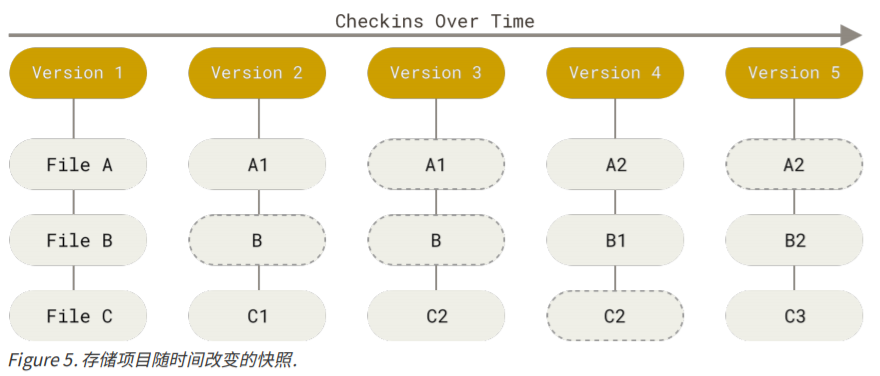 Checkins Over Time
Version 1 Version 2 Version 3 Version 4 Version 5
File A A1 A1 A2 A2
File B B B B1 B2
File C C1 C2 C2 C3
Figure 5. 存储项目随时间改变的快照.